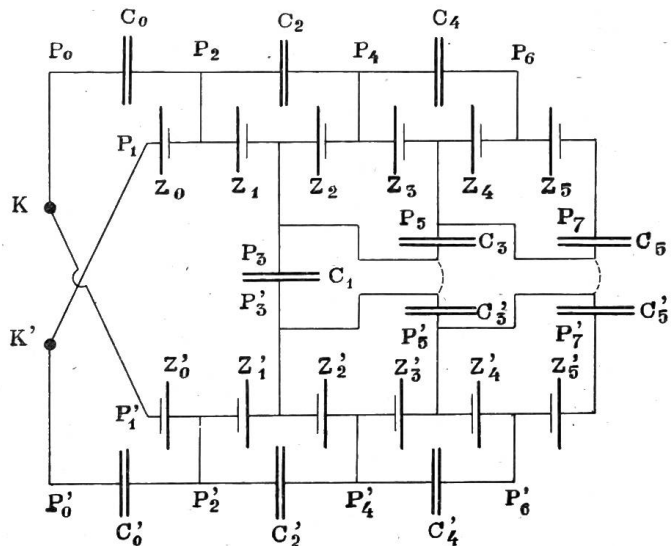 C₀ C₂ C₄
P₀ P₂ P₄ P₆
P₁
Z₀ Z₁ Z₂ Z₃ Z₄ Z₅
K
P₃ P₅ C₃ P₇ C₅
C₁
P'₃ C'₃ C'₅
K' P'₅ P'₇
Z'₀ Z'₁ Z'₂ Z'₃ Z'₄ Z'₅
P'₁
P'₀ P'₂ P'₄ P'₆
C'₀ C'₂ C'₄